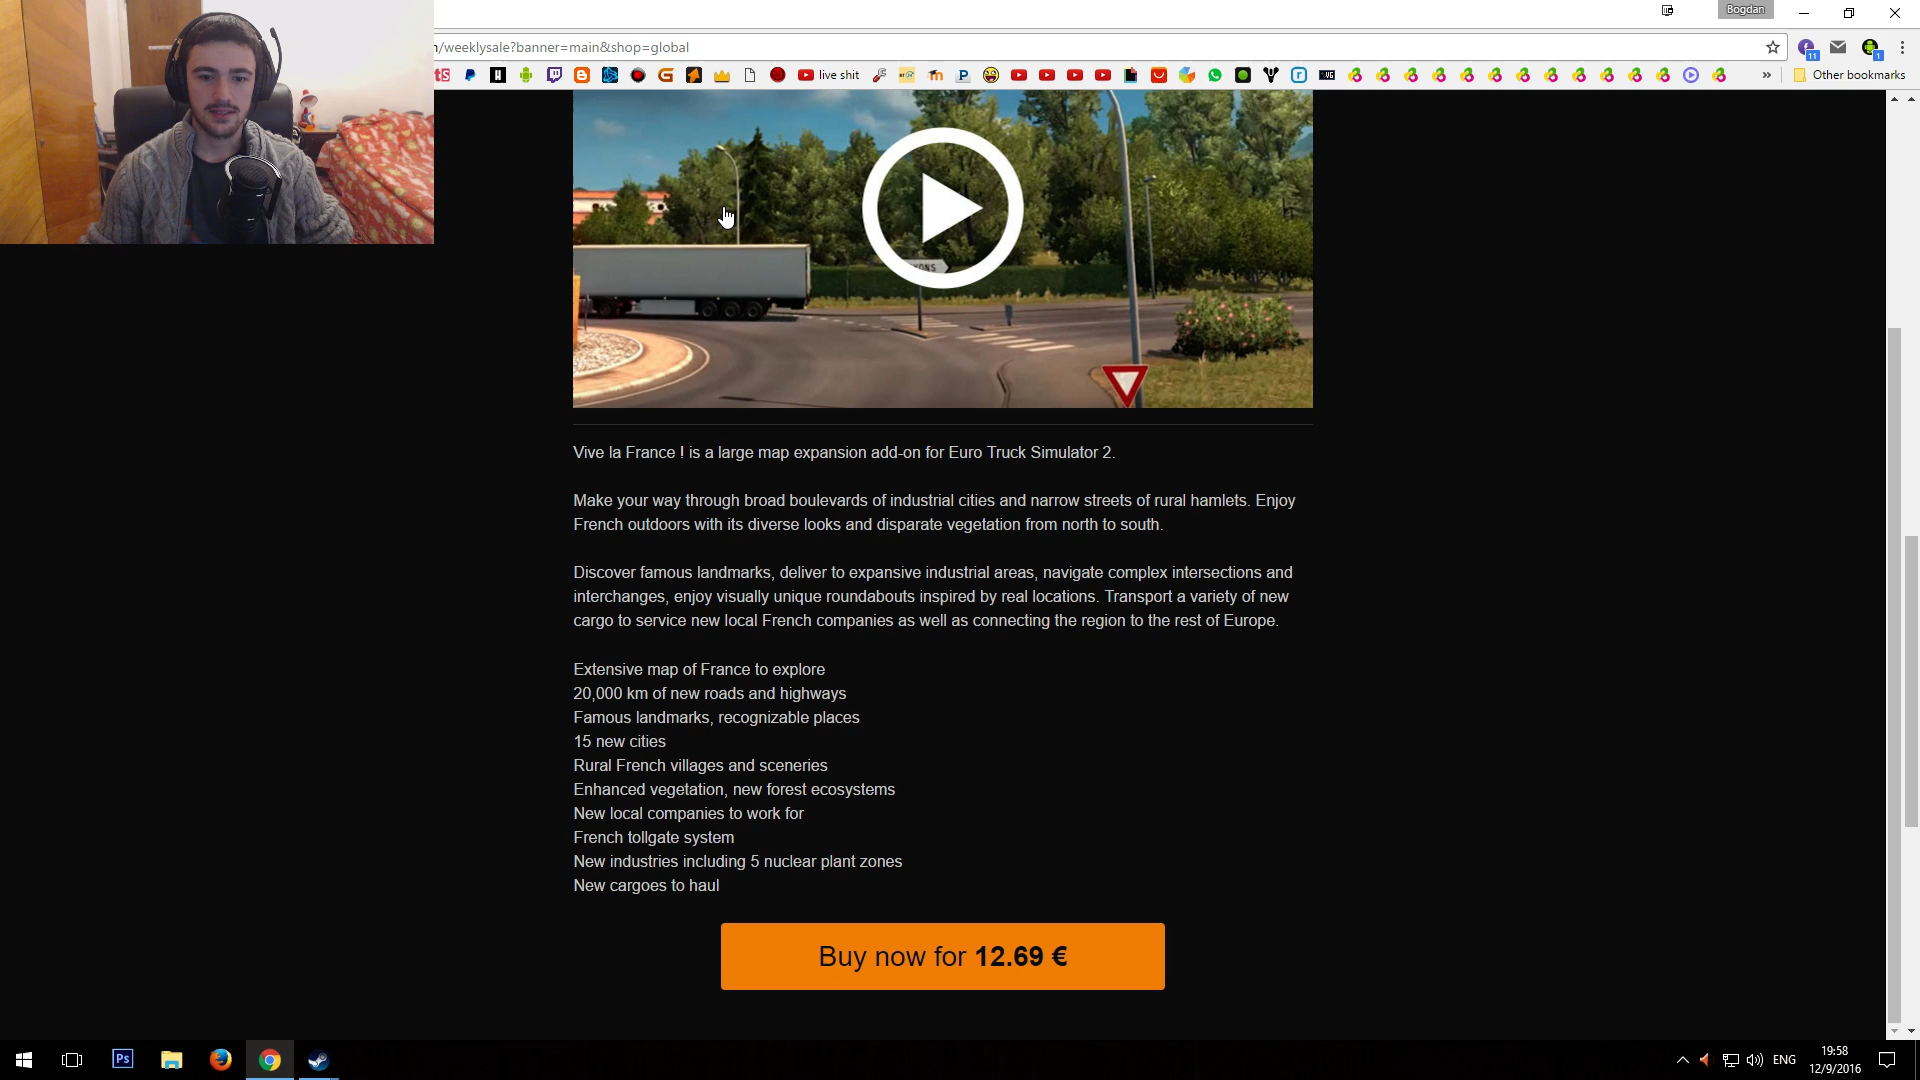 Bogdan
/weeklysale?banner=main&shop=global
live shit
Other bookmarks
11
1
Vive la France ! is a large map expansion add-on for Euro Truck Simulator 2.
Make your way through broad boulevards of industrial cities and narrow streets of rural hamlets. Enjoy
French outdoors with its diverse looks and disparate vegetation from north to south.
Discover famous landmarks, deliver to expansive industrial areas, navigate complex intersections and
interchanges, enjoy visually unique roundabouts inspired by real locations. Transport a variety of new
cargo to service new local French companies as well as connecting the region to the rest of Europe.
Extensive map of France to explore
20,000 km of new roads and highways
Famous landmarks, recognizable places
15 new cities
Rural French villages and sceneries
Enhanced vegetation, new forest ecosystems
New local companies to work for
French tollgate system
New industries including 5 nuclear plant zones
New cargoes to haul
Buy now for 12.69 €
Ps
ENG
19:58
12/9/2016